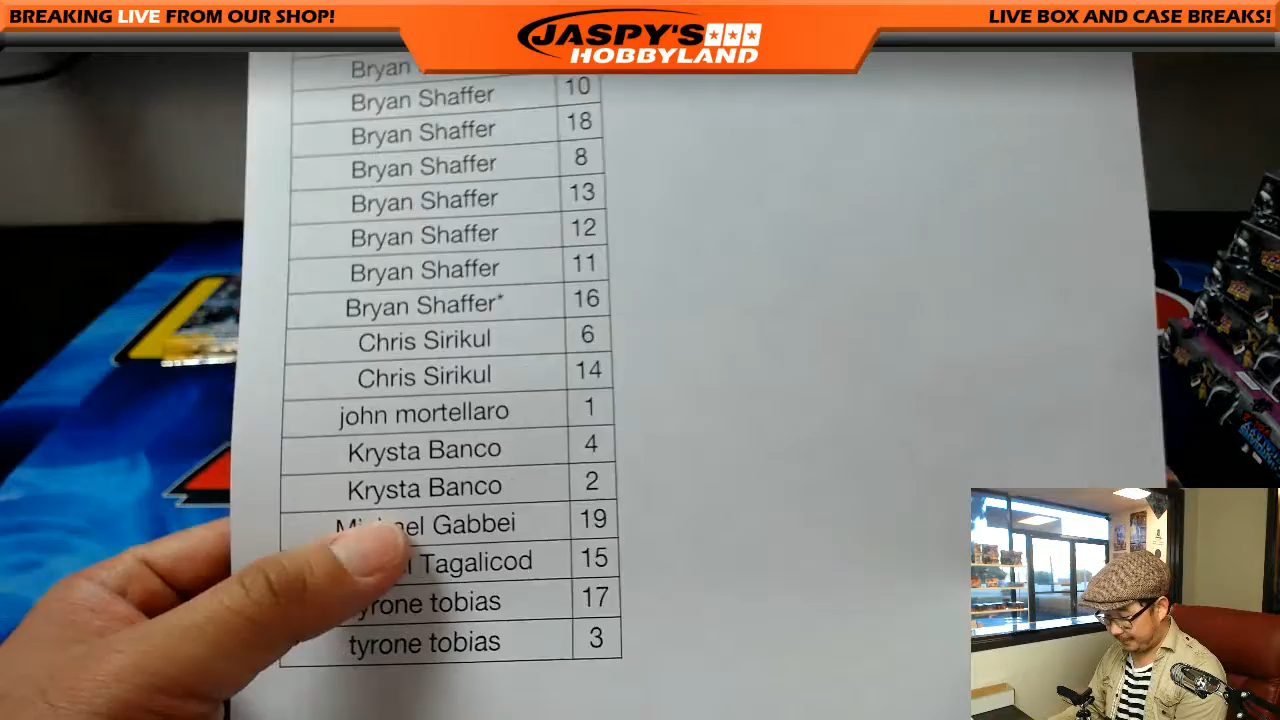 BREAKING LIVE FROM OUR SHOP!
JASPY'S
HOBBYLAND
LIVE BOX AND CASE BREAKS!
Bryan
Bryan Shaffer 10
Bryan Shaffer 18
Bryan Shaffer 8
Bryan Shaffer 13
Bryan Shaffer 12
Bryan Shaffer 11
Bryan Shaffer* 16
Chris Sirikul 6
Chris Sirikul 14
john mortellaro 1
Krysta Banco 4
Krysta Banco 2
Gabbei 19
Tagalicod 15
tobias 17
tyrone tobias 3